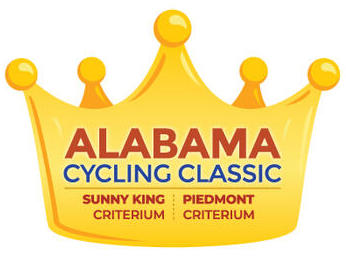 ALABAMA
CYCLING CLASSIC
SUNNY KING
CRITERIUM
PIEDMONT
CRITERIUM